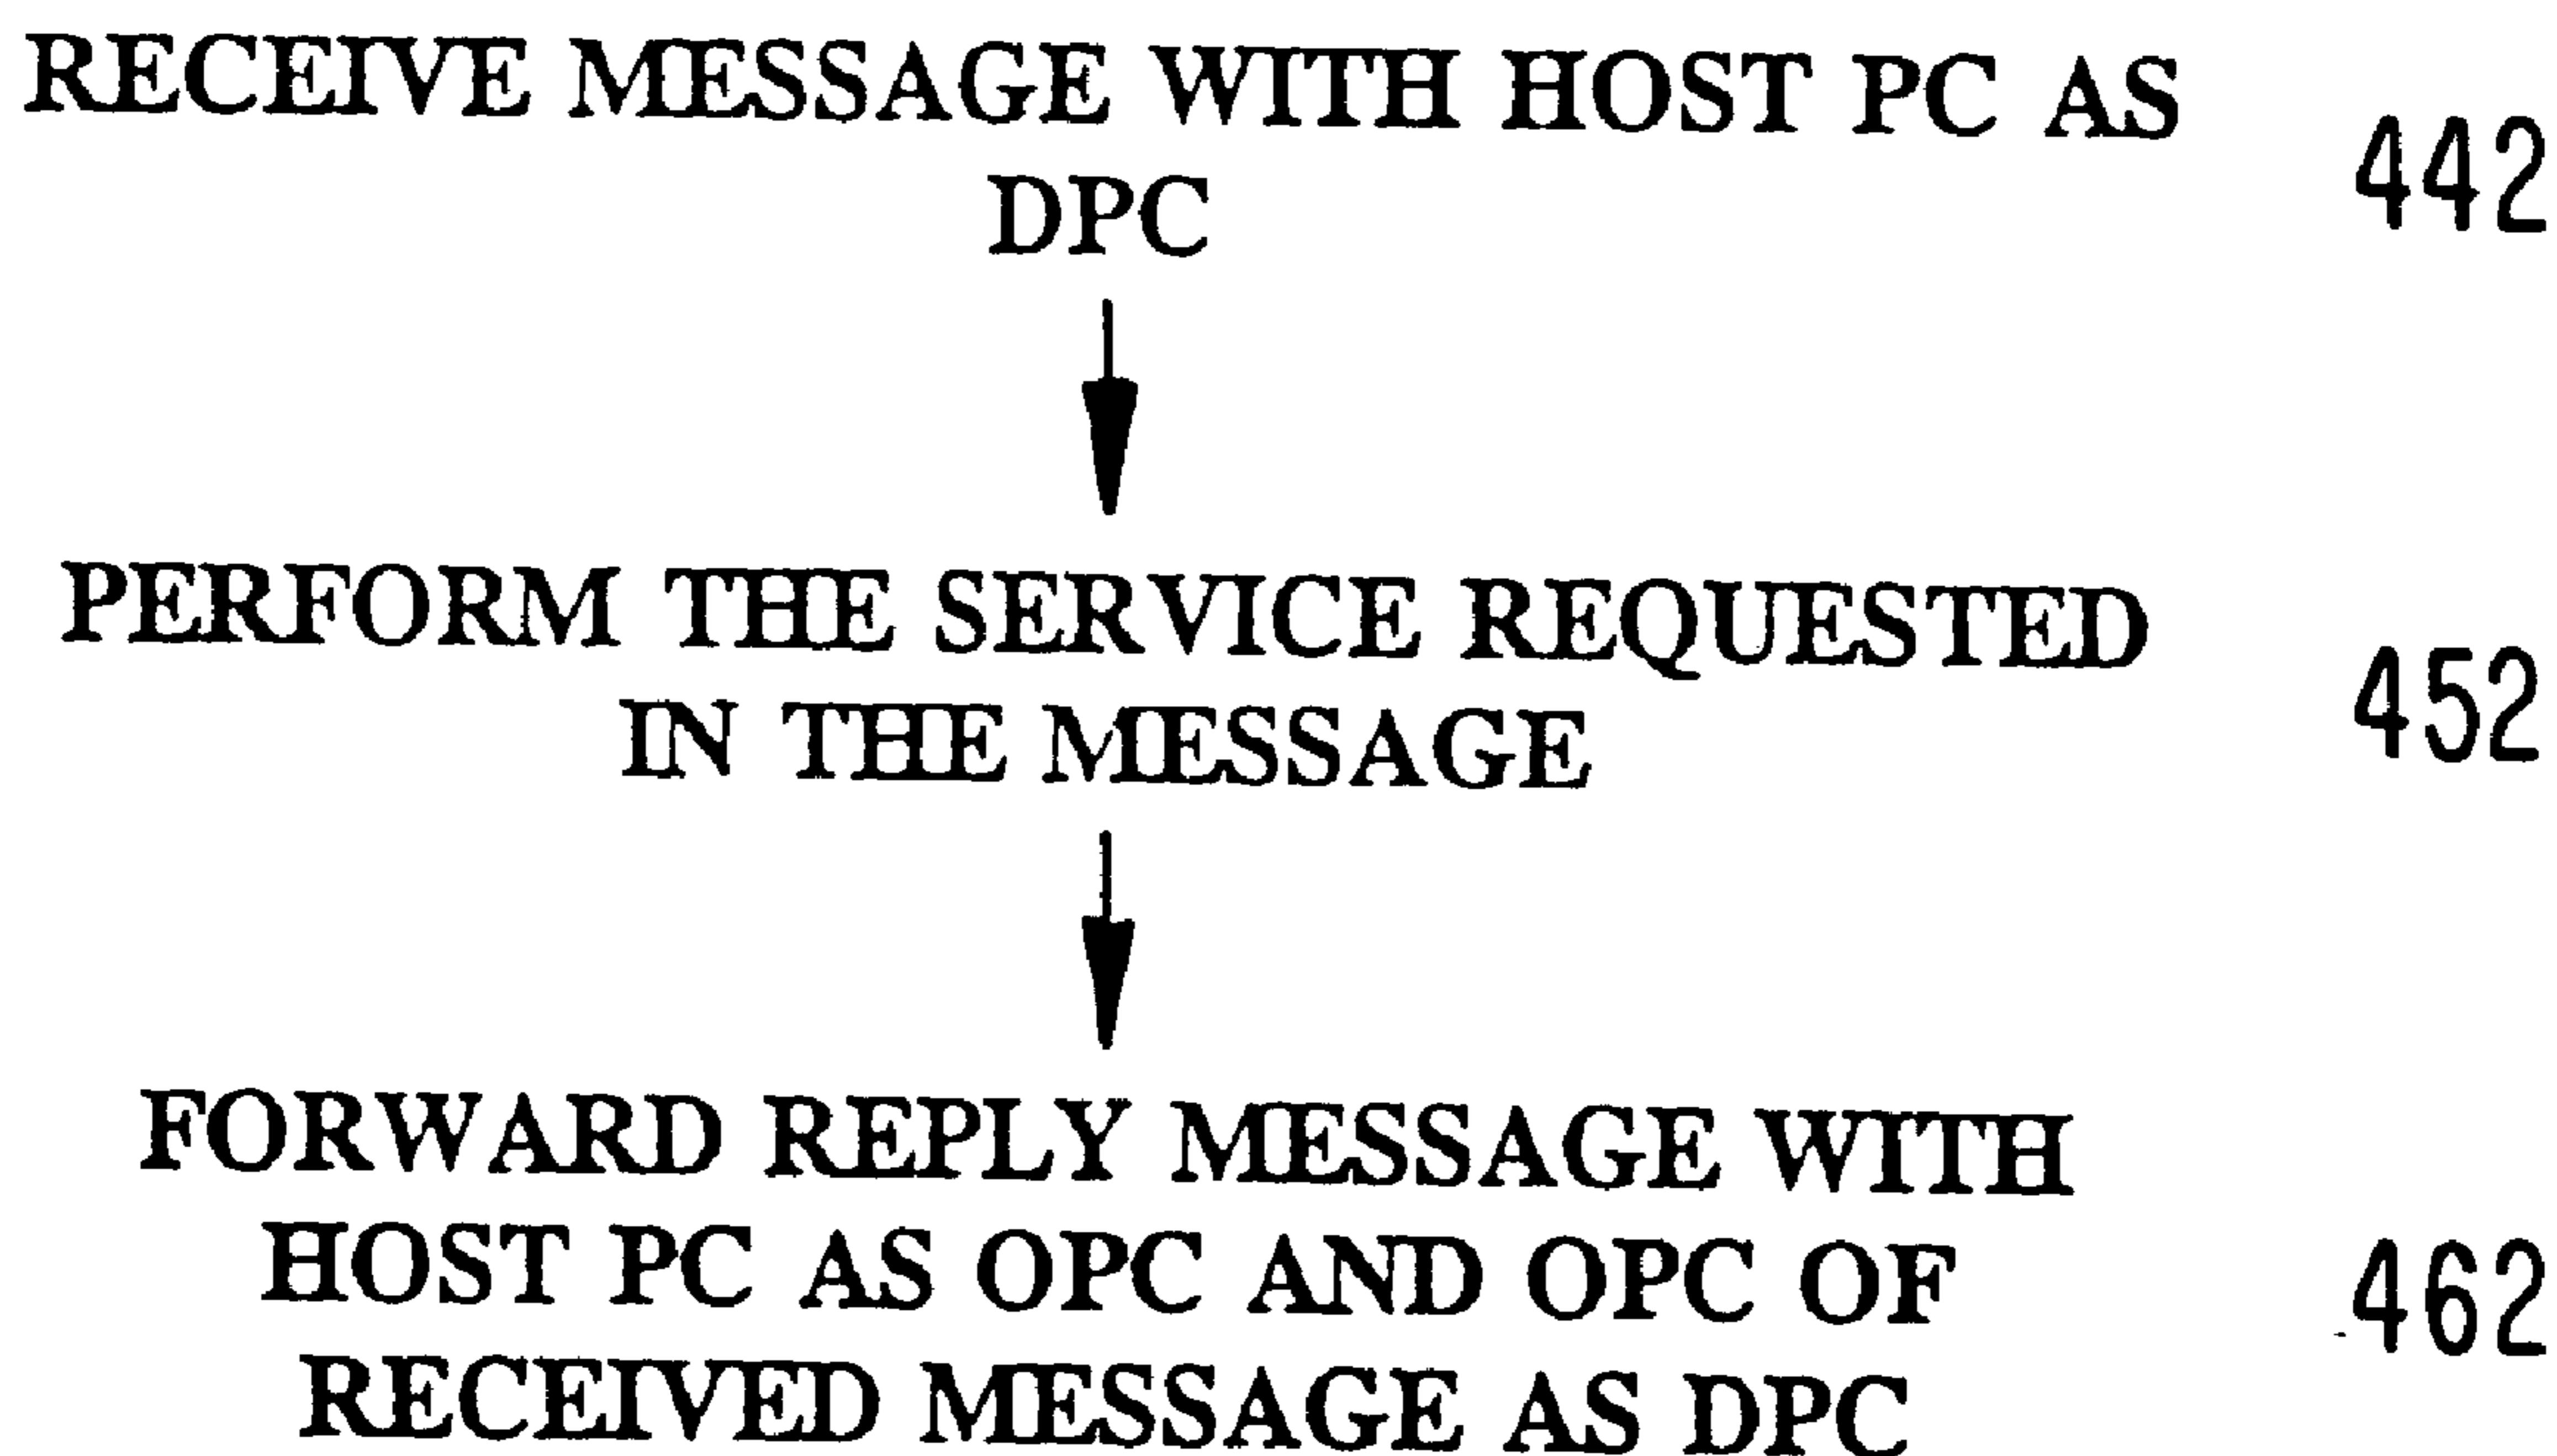 RECEIVE MESSAGE WITH HOST PC AS
DPC
442
PERFORM THE SERVICE REQUESTED
IN THE MESSAGE
452
FORWARD REPLY MESSAGE WITH
HOST PC AS OPC AND OPC OF
RECEIVED MESSAGE AS DPC
462